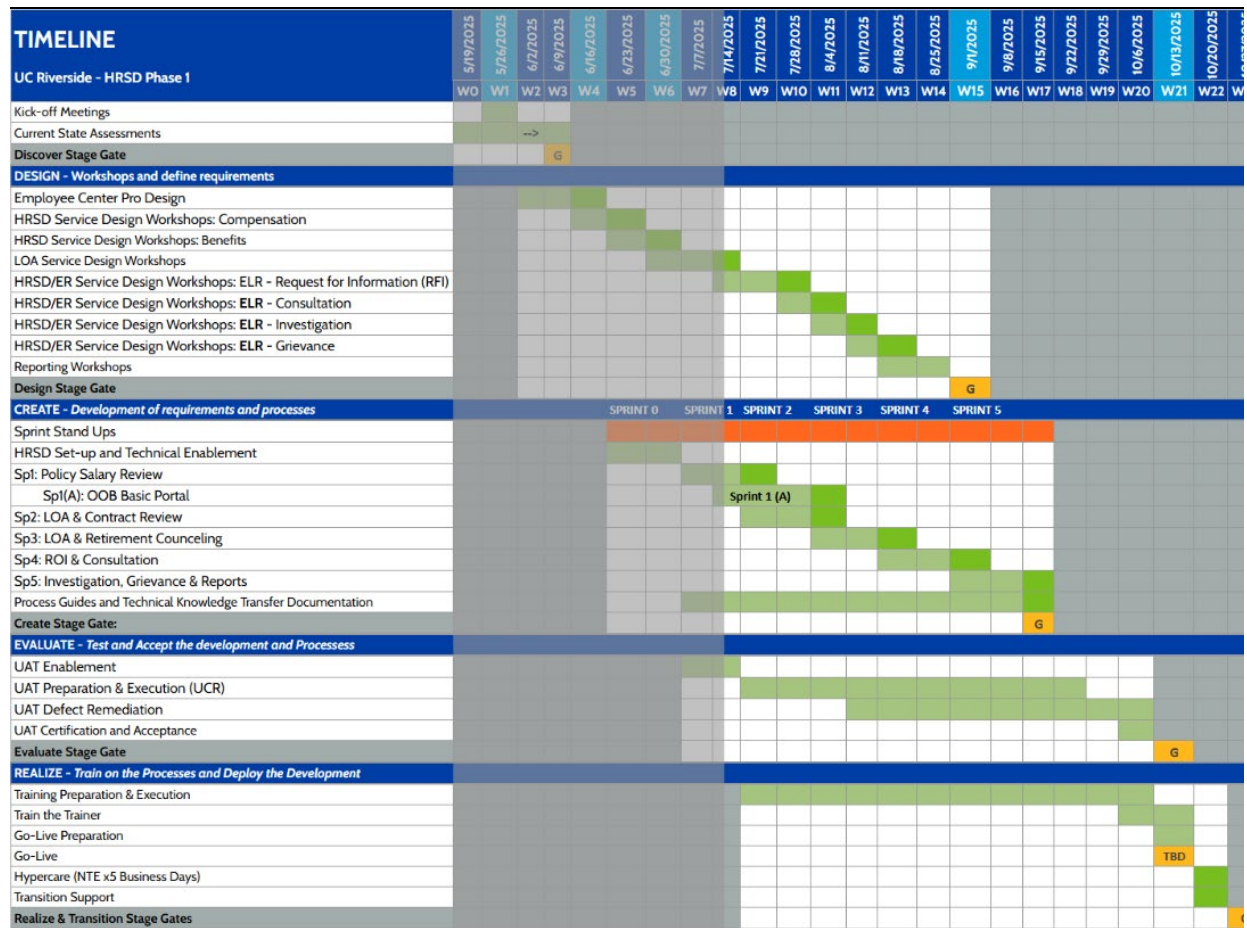 TIMELINE
UC Riverside - HRSD Phase 1
5/19/2025 5/26/2025 6/2/2025 6/9/2025 6/16/2025 6/23/2025 6/30/2025 7/7/2025 7/14/2025 7/21/2025 7/28/2025 8/4/2025 8/11/2025 8/18/2025 8/25/2025 9/1/2025 9/8/2025 9/15/2025 9/22/2025 9/29/2025 10/6/2025 10/13/2025 10/20/2025
W0 W1 W2 W3 W4 W5 W6 W7 W8 W9 W10 W11 W12 W13 W14 W15 W16 W17 W18 W19 W20 W21 W22
Kick-off Meetings
Current State Assessments -->
Discover Stage Gate G
DESIGN - Workshops and define requirements
Employee Center Pro Design
HRSD Service Design Workshops: Compensation
HRSD Service Design Workshops: Benefits
LOA Service Design Workshops
HRSD/ER Service Design Workshops: ELR - Request for Information (RFI)
HRSD/ER Service Design Workshops: ELR - Consultation
HRSD/ER Service Design Workshops: ELR - Investigation
HRSD/ER Service Design Workshops: ELR - Grievance
Reporting Workshops
Design Stage Gate G
CREATE - Development of requirements and processes SPRINT 0 SPRINT 1 SPRINT 2 SPRINT 3 SPRINT 4 SPRINT 5
Sprint Stand Ups
HRSD Set-up and Technical Enablement
Sp1: Policy Salary Review
Sp1(A): OOB Basic Portal Sprint 1 (A)
Sp2: LOA & Contract Review
Sp3: LOA & Retirement Counceling
Sp4: ROI & Consultation
Sp5: Investigation, Grievance & Reports
Process Guides and Technical Knowledge Transfer Documentation
Create Stage Gate: G
EVALUATE - Test and Accept the development and Processess
UAT Enablement
UAT Preparation & Execution (UCR)
UAT Defect Remediation
UAT Certification and Acceptance
Evaluate Stage Gate G
REALIZE - Train on the Processes and Deploy the Development
Training Preparation & Execution
Train the Trainer
Go-Live Preparation
Go-Live TBD
Hypercare (NTE x5 Business Days)
Transition Support
Realize & Transition Stage Gates